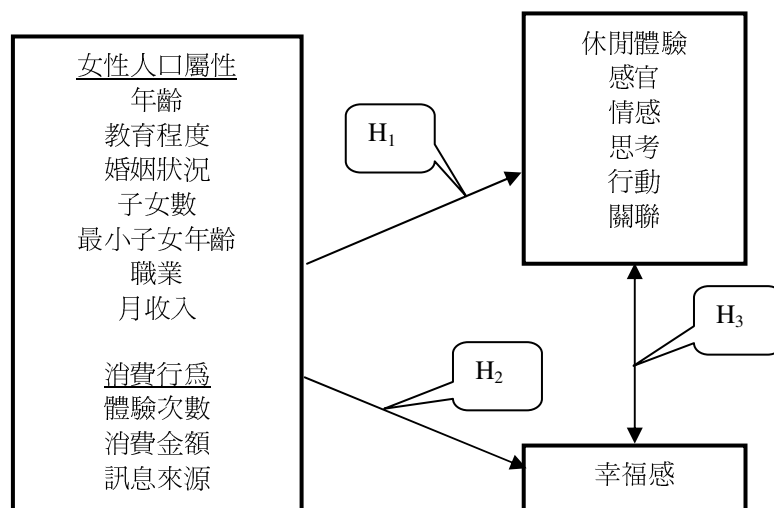 女性人口屬性
年齡
教育程度
婚姻狀況
子女數
最小子女年齡
職業
月收入
消費行為
體驗次數
消費金額
訊息來源
H₁
H₂
休閒體驗
感官
情感
思考
行動
關聯
H₃
幸福感